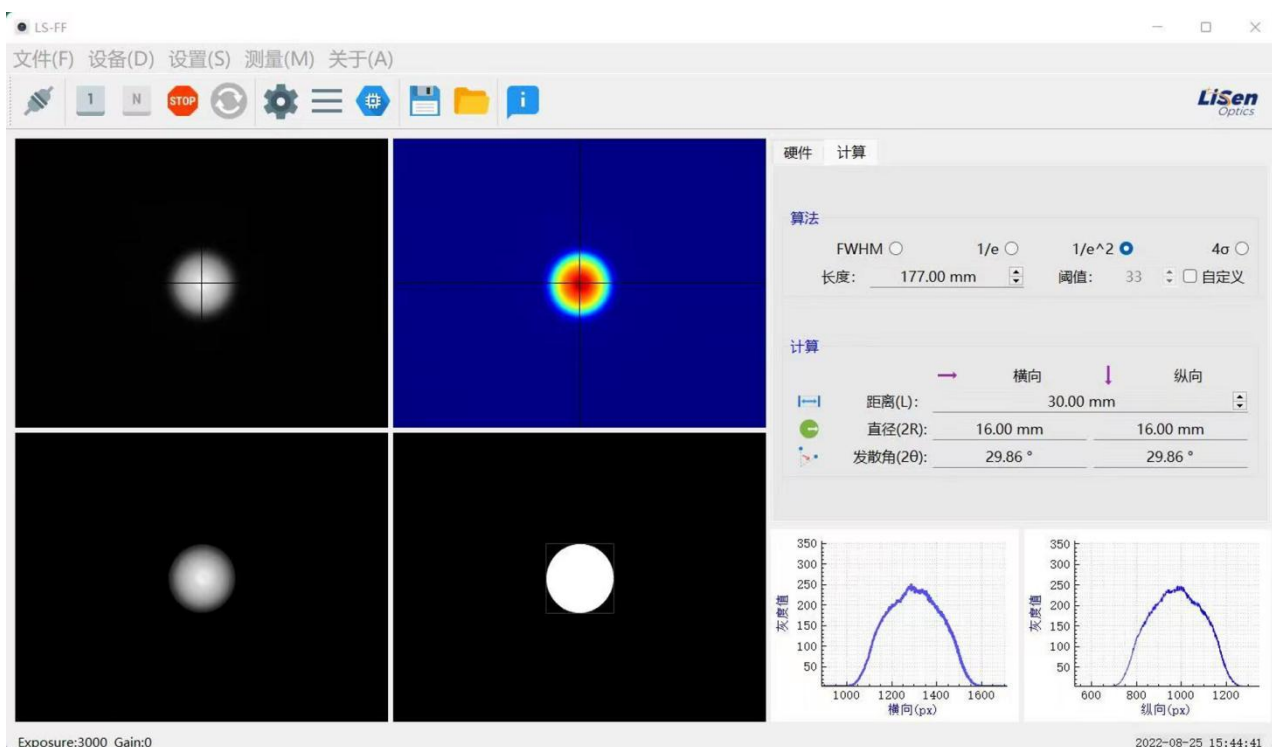 LS-FF
文件(F) 设备(D) 设置(S) 测量(M) 关于(A)
1 N STOP i LiSen Optics
硬件 计算
算法
FWHM 1/e 1/e^2 4σ
长度: 177.00 mm 阈值: 33 自定义
计算
横向 纵向
距离(L): 30.00 mm
直径(2R): 16.00 mm 16.00 mm
发散角(2θ): 29.86 ° 29.86 °
350
300
250
200
150
100
50
灰度值
1000 1200 1400 1600
横向(px)
350
300
250
200
150
100
50
灰度值
600 800 1000 1200
纵向(px)
Exposure:3000 Gain:0 2022-08-25 15:44:41